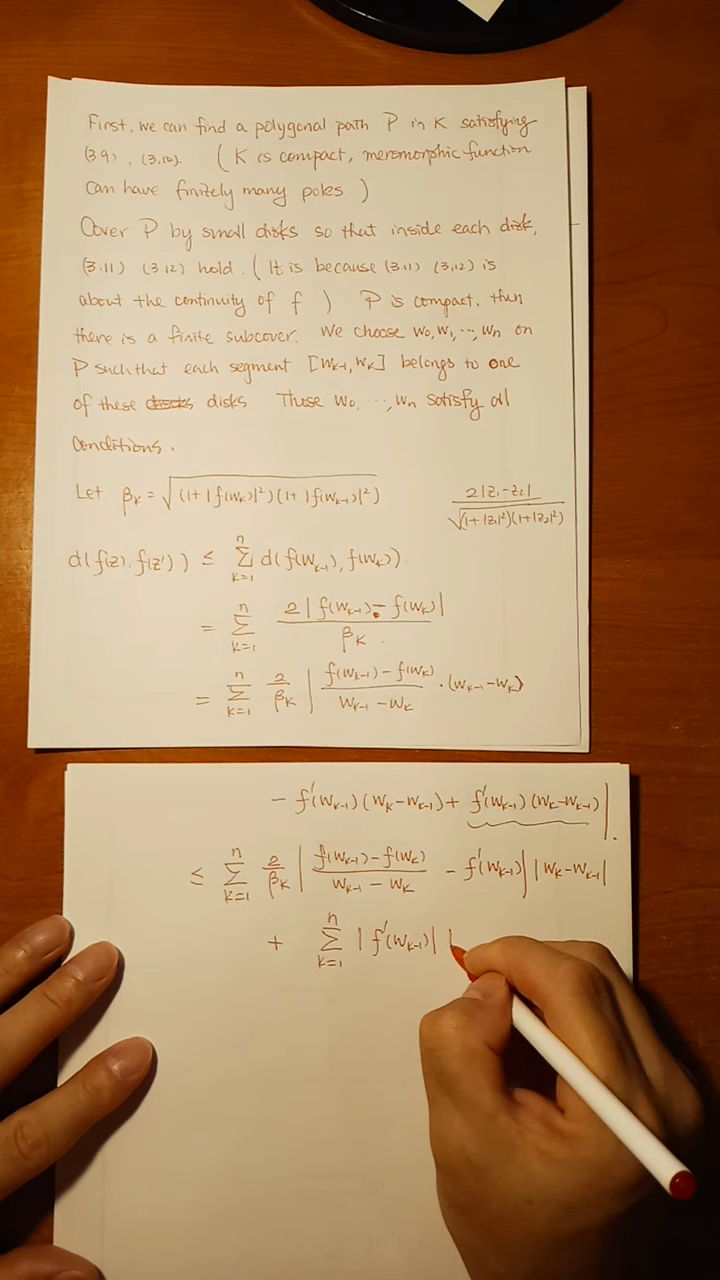 First, we can find a polygonal path P in K satisfying
(3.9), (3.10). (K is compact, meromorphic function
can have finitely many poles)
Cover P by small disks so that inside each disk,
(3.11) (3.12) hold. (It is because (3.11) (3.12) is
about the continuity of f) P is compact, then
there is a finite subcover. We choose w₀, w₁, ⋯, wₙ on
P such that each segment [wₖ₋₁, wₖ] belongs to one
of these disks Those w₀, ⋯, wₙ satisfy all
conditions.
Let βₖ = √((1+|f(wₖ)|²)(1+|f(wₖ₋₁)|²))
2|z₁-z₂| / √((1+|z₁|²)(1+|z₂|²))
d(f(z), f(z')) ≤ Σₖ₌₁ⁿ d(f(wₖ₋₁), f(wₖ)).
= Σₖ₌₁ⁿ 2|f(wₖ₋₁) - f(wₖ)| / βₖ.
= Σₖ₌₁ⁿ 2/βₖ | (f(wₖ₋₁) - f(wₖ)) / (wₖ₋₁ - wₖ) · (wₖ₋₁ - wₖ)
- f'(wₖ₋₁)(wₖ - wₖ₋₁) + f'(wₖ₋₁)(wₖ - wₖ₋₁)|.
≤ Σₖ₌₁ⁿ 2/βₖ | (f(wₖ₋₁) - f(wₖ)) / (wₖ₋₁ - wₖ) - f'(wₖ₋₁)| |wₖ - wₖ₋₁|
+ Σₖ₌₁ⁿ |f'(wₖ₋₁)| |